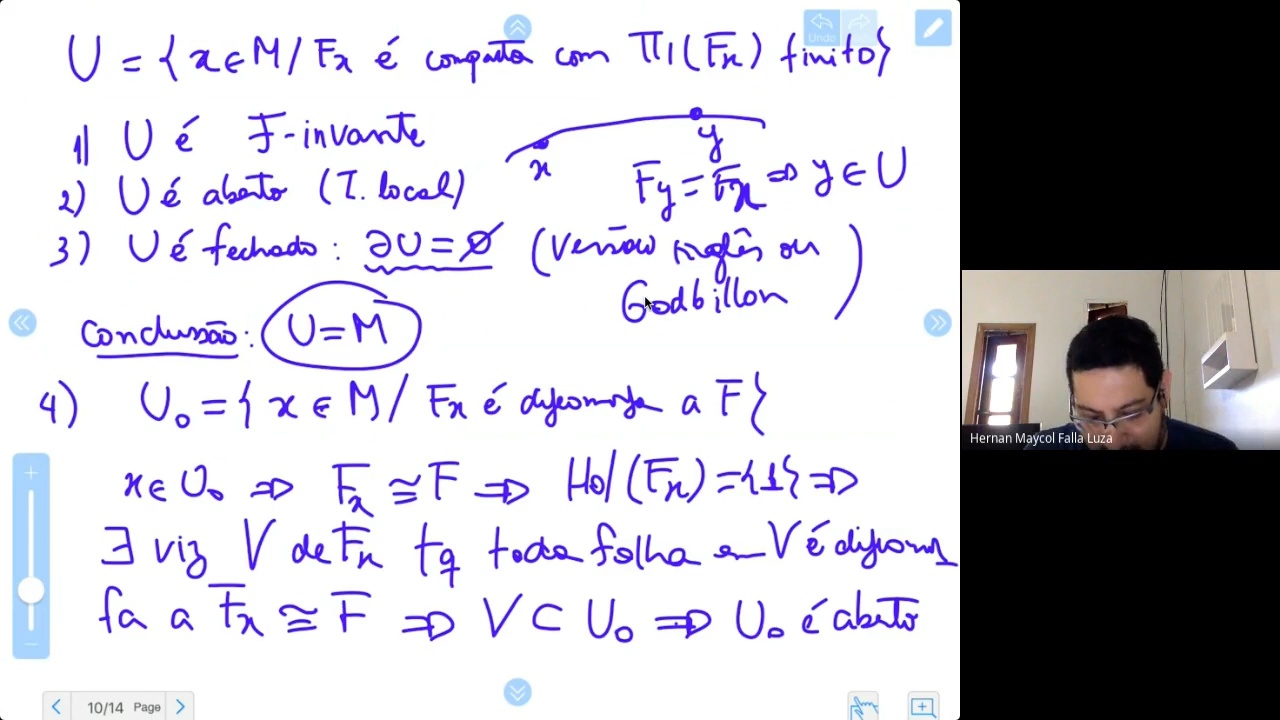 U = { x ∈ M / Fx é compacta com π1(Fx) finito}
1) U é F-invante
x y
2) U é aberto (T. local)
Fy = Fx ⇒ y ∈ U
3) U é fechado : ∂U = ∅ (versão inglês ou Godbillon)
Conclusão: U = M
4) U₀ = { x ∈ M / Fx é difeomorfa a F}
x ∈ U₀ ⇒ Fx ≅ F ⇒ Hol(Fx) = {1} ⇒
∃ viz V de Fx tq toda folha em V é difeomor
fa a Fx ≅ F ⇒ V ⊂ U₀ ⇒ U₀ é aberto
Undo
Hernan Maycol Falla Luza
10/14 Page